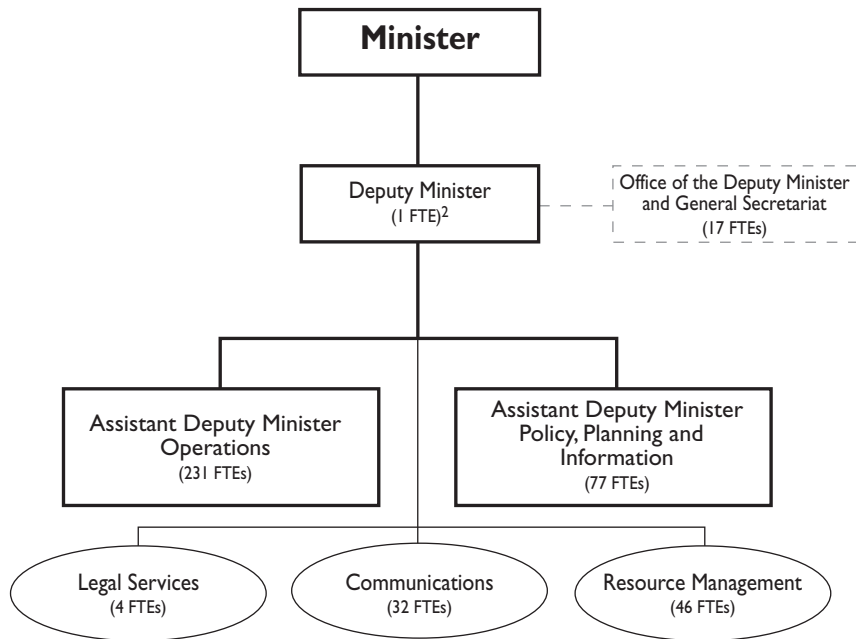 Minister
Deputy Minister
(1 FTE)2
Office of the Deputy Minister
and General Secretariat
(17 FTEs)
Assistant Deputy Minister
Operations
(231 FTEs)
Assistant Deputy Minister
Policy, Planning and
Information
(77 FTEs)
Legal Services
(4 FTEs)
Communications
(32 FTEs)
Resource Management
(46 FTEs)